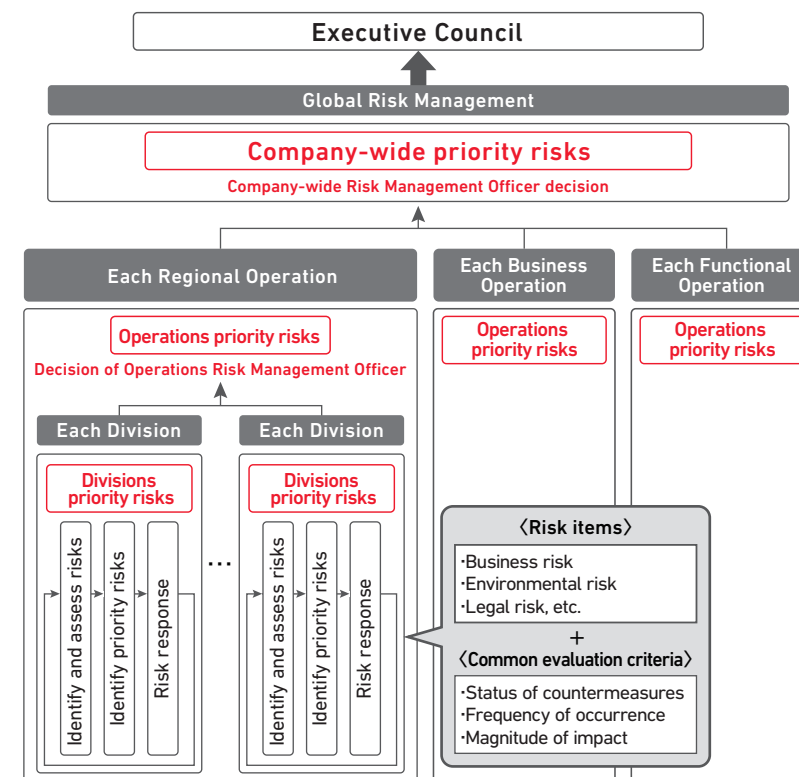 Executive Council
Global Risk Management
Company-wide priority risks
Company-wide Risk Management Officer decision
Each Regional Operation
Operations priority risks
Decision of Operations Risk Management Officer
Each Division
Divisions
priority risks
Identify and assess risks
Identify priority risks
Risk response
...
Each Division
Divisions
priority risks
Identify and assess risks
Identify priority risks
Risk response
Each Business
Operation
Operations
priority risks
Each Functional
Operation
Operations
priority risks
〈Risk items〉
·Business risk
·Environmental risk
·Legal risk, etc.
+
〈Common evaluation criteria〉
·Status of countermeasures
·Frequency of occurrence
·Magnitude of impact